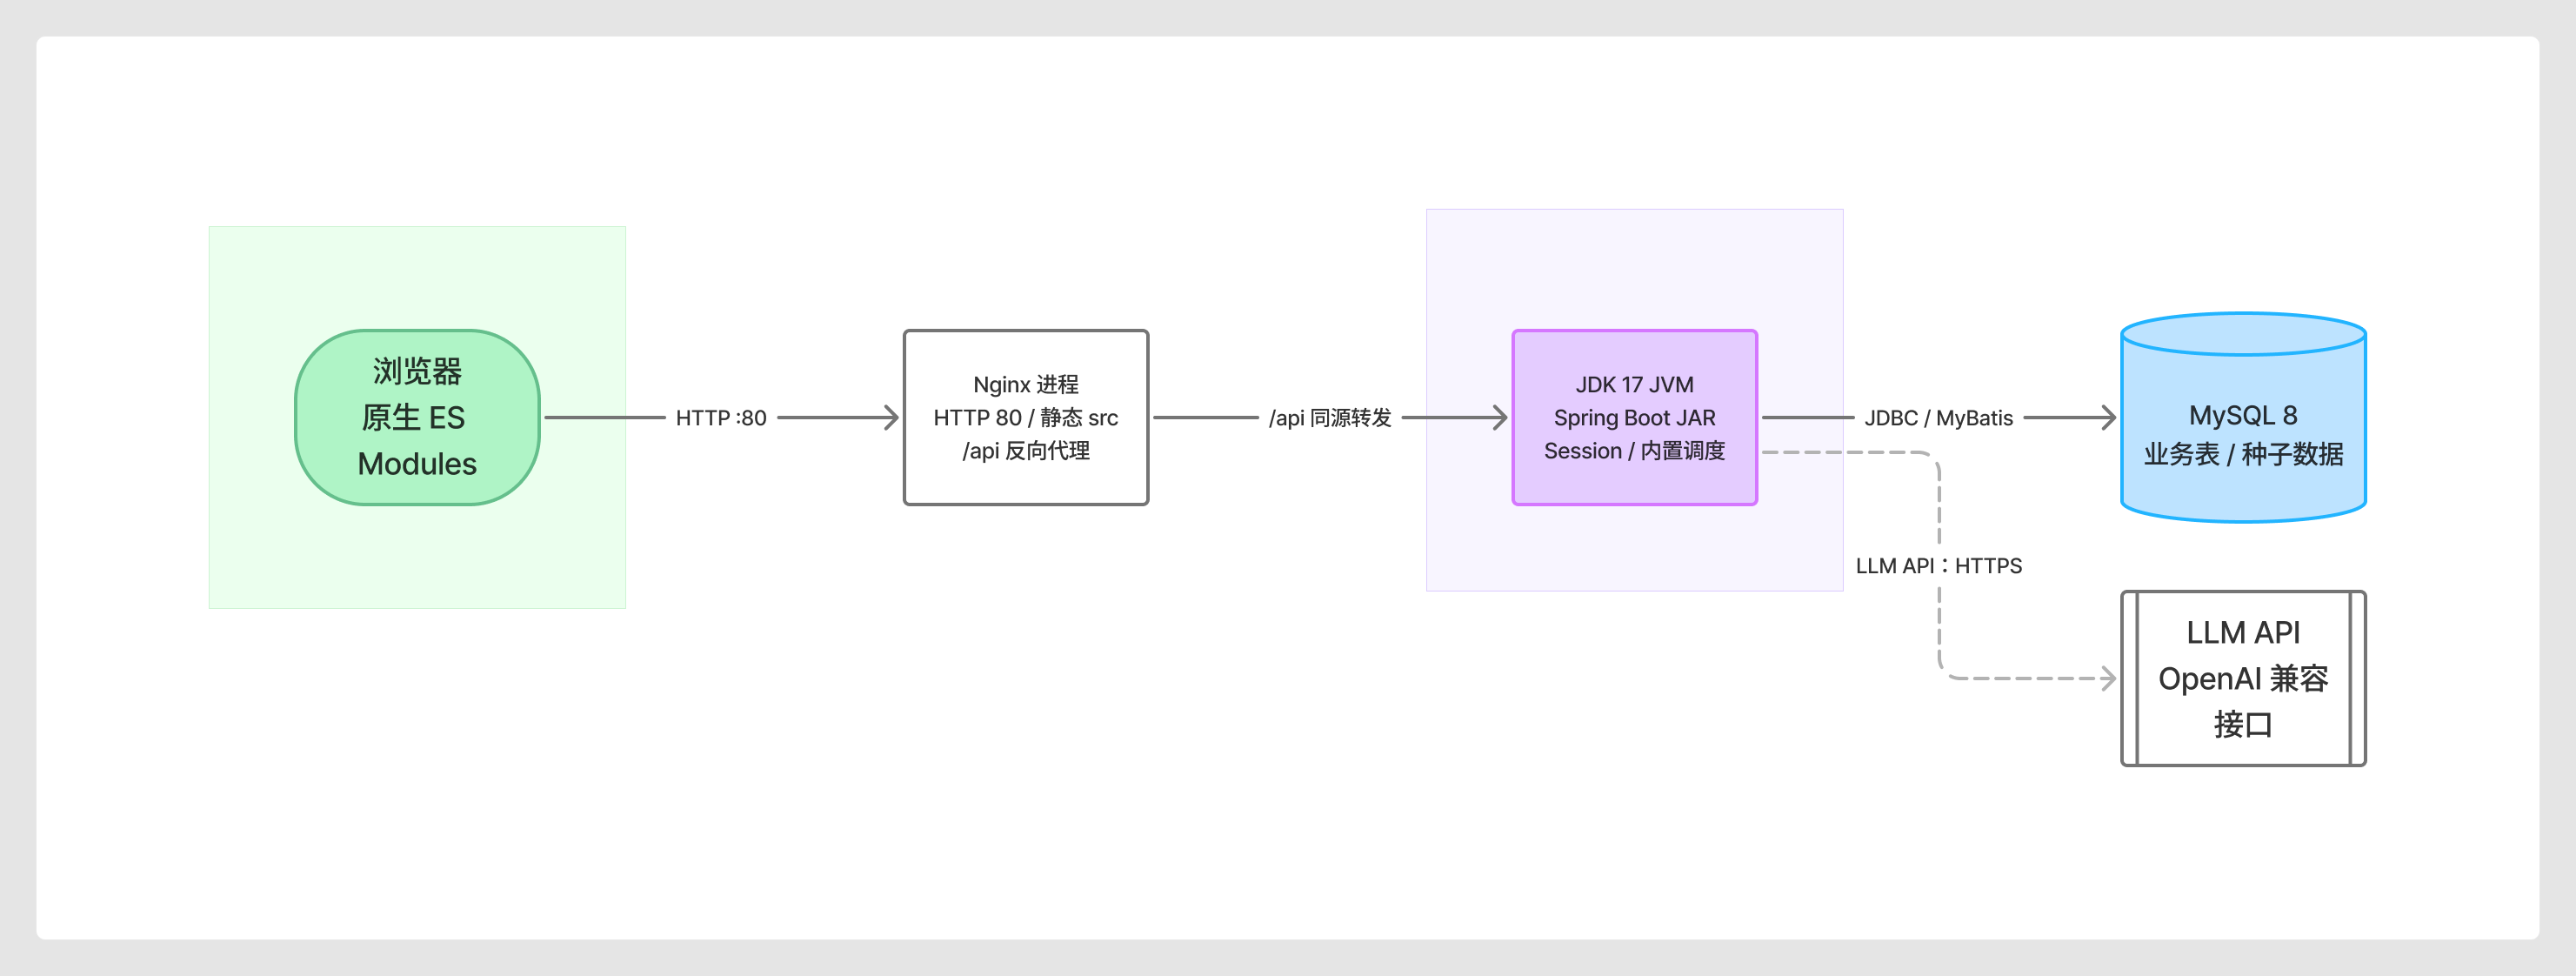 浏览器
原生 ES
Modules
HTTP :80
Nginx 进程
HTTP 80 / 静态 src
/api 反向代理
/api 同源转发
JDK 17 JVM
Spring Boot JAR
Session / 内置调度
JDBC / MyBatis
MySQL 8
业务表 / 种子数据
LLM API：HTTPS
LLM API
OpenAI 兼容
接口